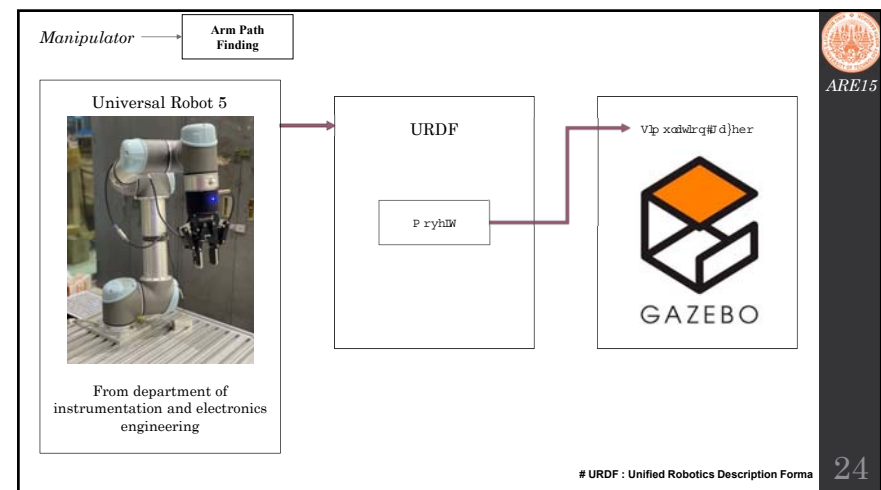 Manipulator
Arm Path
Finding
ARE15
Universal Robot 5
URDF
Vlp xodwlrq#Jd}her
PryhLW
GAZEBO
From department of
instrumentation and electronics
engineering
# URDF : Unified Robotics Description Forma
24